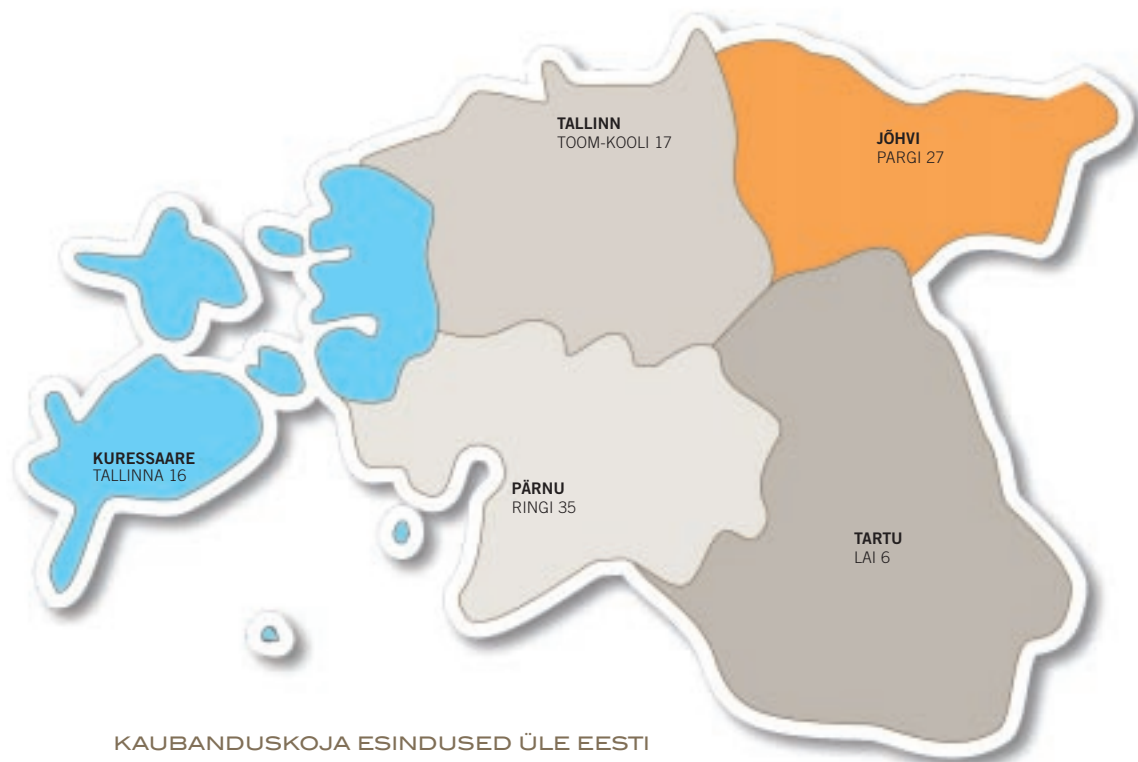 TALLINN
TOOM-KOOLI 17
JÕHVI
PARGI 27
KURESSAARE
TALLINNA 16
PÄRNU
RINGI 35
TARTU
LAI 6
KAUBANDUSKOJA ESINDUSED ÜLE EESTI